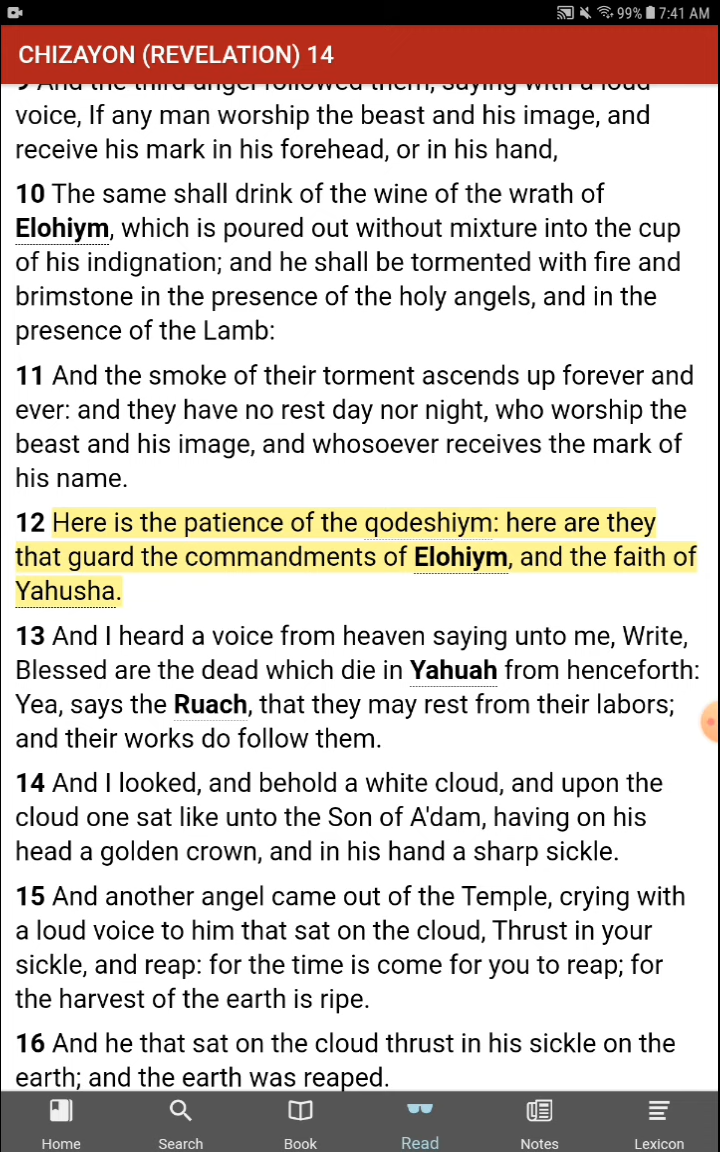 99% 7:41 AM
CHIZAYON (REVELATION) 14
9 And the third angel followed them, saying with a loud
voice, If any man worship the beast and his image, and
receive his mark in his forehead, or in his hand,
10 The same shall drink of the wine of the wrath of
Elohiym, which is poured out without mixture into the cup
of his indignation; and he shall be tormented with fire and
brimstone in the presence of the holy angels, and in the
presence of the Lamb:
11 And the smoke of their torment ascends up forever and
ever: and they have no rest day nor night, who worship the
beast and his image, and whosoever receives the mark of
his name.
12 Here is the patience of the qodeshiym: here are they
that guard the commandments of Elohiym, and the faith of
Yahusha.
13 And I heard a voice from heaven saying unto me, Write,
Blessed are the dead which die in Yahuah from henceforth:
Yea, says the Ruach, that they may rest from their labors;
and their works do follow them.
14 And I looked, and behold a white cloud, and upon the
cloud one sat like unto the Son of A'dam, having on his
head a golden crown, and in his hand a sharp sickle.
15 And another angel came out of the Temple, crying with
a loud voice to him that sat on the cloud, Thrust in your
sickle, and reap: for the time is come for you to reap; for
the harvest of the earth is ripe.
16 And he that sat on the cloud thrust in his sickle on the
earth; and the earth was reaped.
Home Search Book Read Notes Lexicon